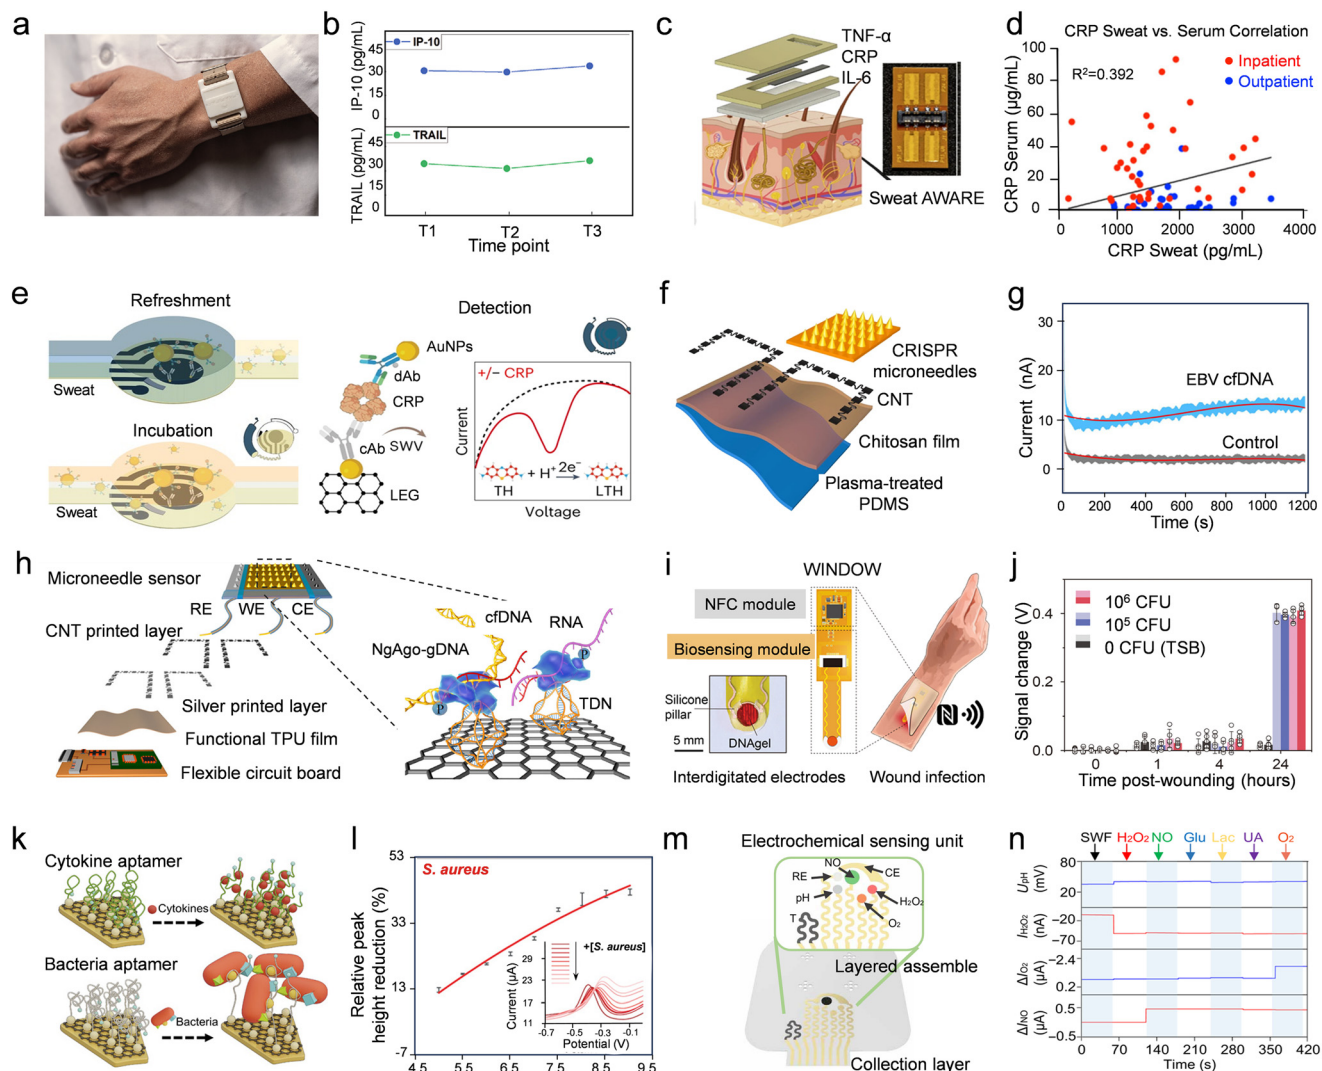 a
b
45
IP-10
30
15
0
IP-10 (pg/mL)
TRAIL
45
30
15
0
TRAIL (pg/mL)
T1 T2 T3
Time point
c
TNF-α
CRP
IL-6
Sweat AWARE
d
CRP Sweat vs. Serum Correlation
R²=0.392
Inpatient
Outpatient
100
80
60
40
20
0
CRP Serum (µg/mL)
0 1000 2000 3000 4000
CRP Sweat (pg/mL)
e
Refreshment
Sweat
Incubation
Sweat
Detection
AuNPs
dAb
CRP
cAb
SWV
LEG
+/− CRP
Current
+ H⁺ 2e⁻
TH
LTH
Voltage
f
CRISPR
microneedles
CNT
Chitosan film
Plasma-treated
PDMS
g
30
20
10
0
Current (nA)
EBV cfDNA
Control
0 200 400 600 800 1000 1200
Time (s)
h
Microneedle sensor
RE WE CE
CNT printed layer
Silver printed layer
Functional TPU film
Flexible circuit board
cfDNA
RNA
NgAgo-gDNA
P
P
TDN
i
WINDOW
NFC module
Biosensing module
Silicone
pillar
5 mm
DNAgel
Interdigitated electrodes
Wound infection
j
10⁶ CFU
10⁵ CFU
0 CFU (TSB)
0.4
0.2
0.0
Signal change (V)
0 1 4 24
Time post-wounding (hours)
k
Cytokine aptamer
Cytokines
Bacteria aptamer
Bacteria
l
S. aureus
53
33
13
-7
Relative peak
height reduction (%)
4.5 5.5 6.5 7.5 8.5 9.5
+[S. aureus]
29
26
23
20
17
14
11
Current (µA)
-0.7 -0.5 -0.3 -0.1
Potential (V)
m
Electrochemical sensing unit
NO
RE
CE
pH
H₂O₂
O₂
T
Layered assemble
Collection layer
n
SWF H₂O₂ NO Glu Lac UA O₂
80
20
UpH
(mV)
−20
−70
IH₂O₂
(nA)
−2.4
0.2
ΔIO₂
(µA)
0.5
−0.5
ΔINO
(µA)
0 70 140 210 280 350 420
Time (s)